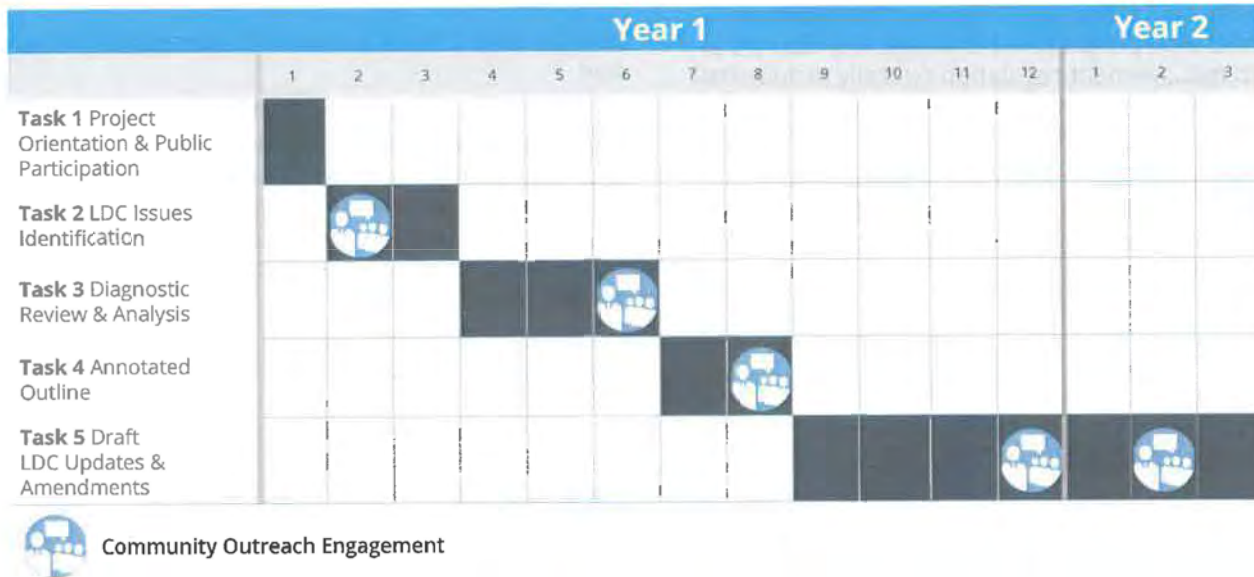 Year 1 Year 2
1 2 3 4 5 6 7 8 9 10 11 12 1 2 3
Task 1 Project
Orientation & Public
Participation
Task 2 LDC Issues
Identification
Task 3 Diagnostic
Review & Analysis
Task 4 Annotated
Outline
Task 5 Draft
LDC Updates &
Amendments
Community Outreach Engagement